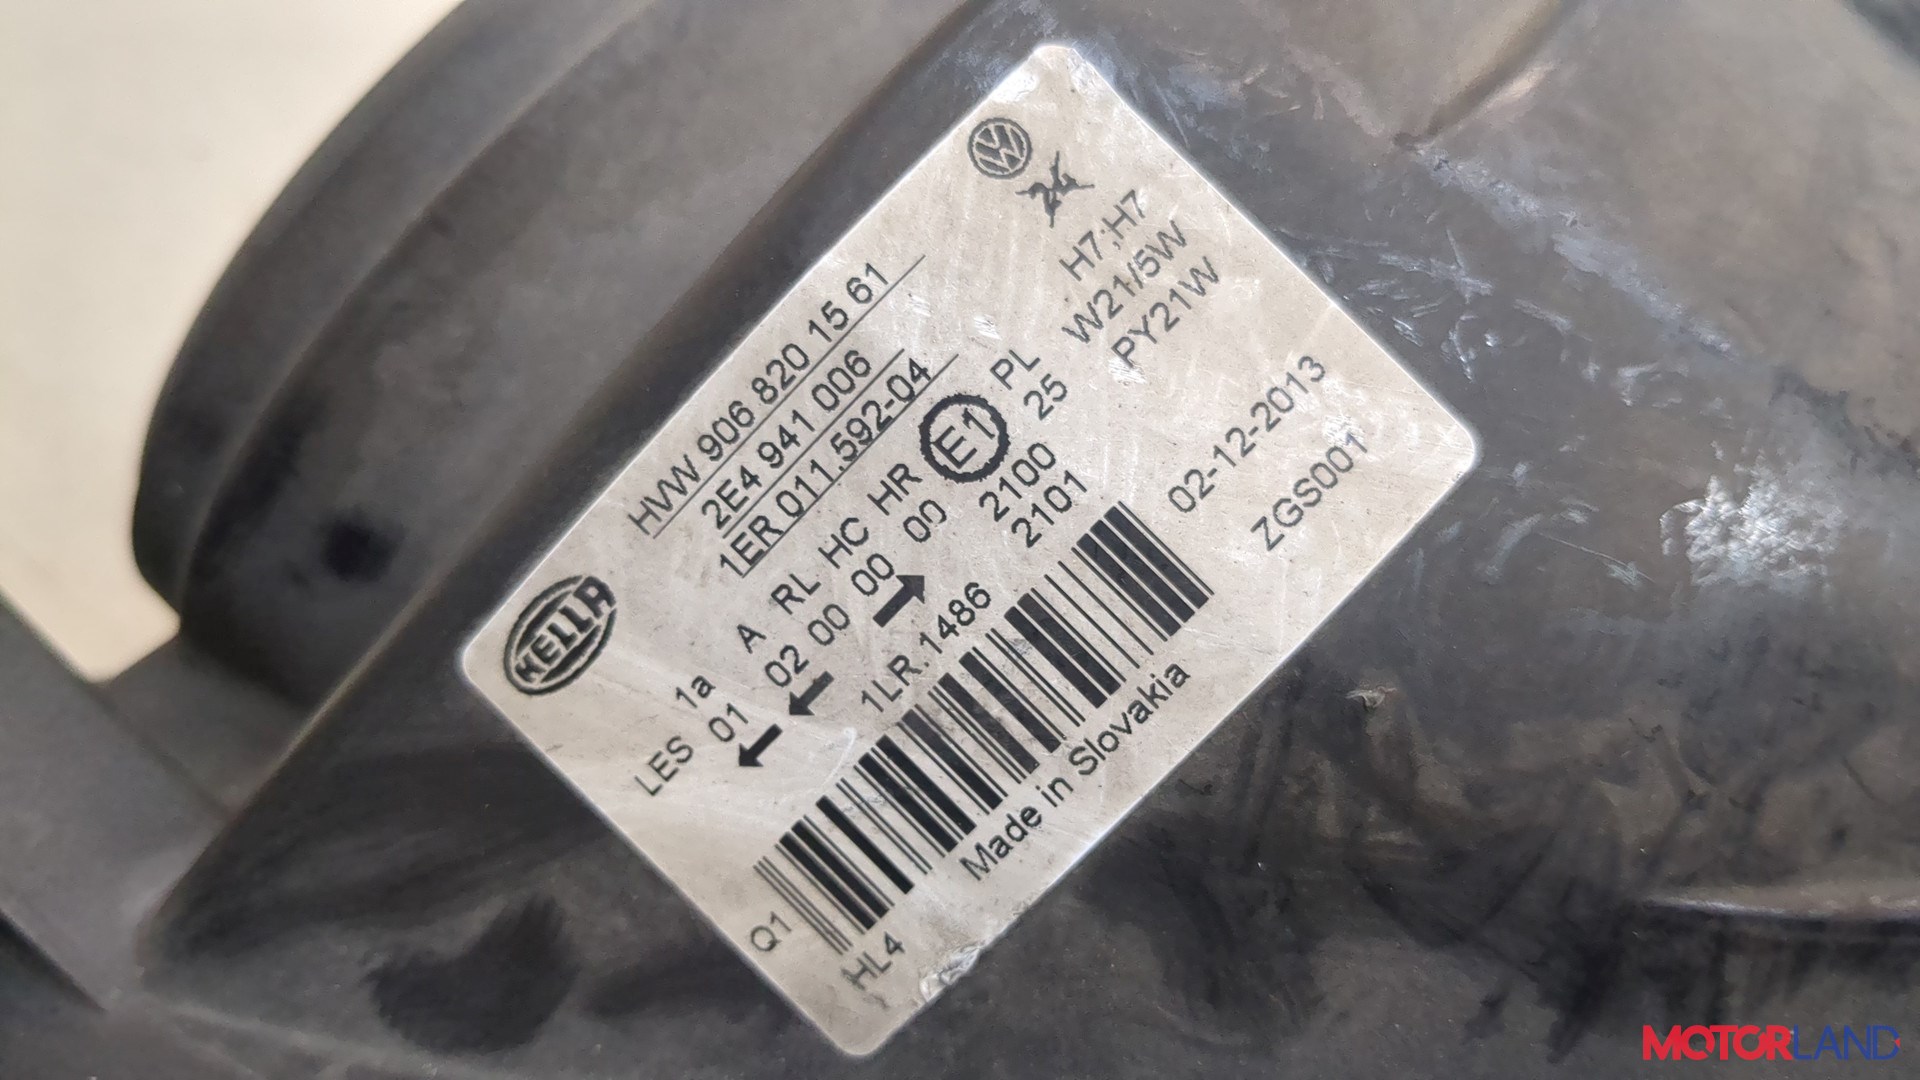 HVW 906 820 15 61
2E4 941 006
1ER 011.592-04
HELLA
LES 1a A RL HC HR E1 PL
01 02 00 00 00 25
2100
2101
H7;H7
W21/5W
PY21W
1LR.1486
02-12-2013
ZGS001
Q1
HL4
Made in Slovakia
MOTORLAND